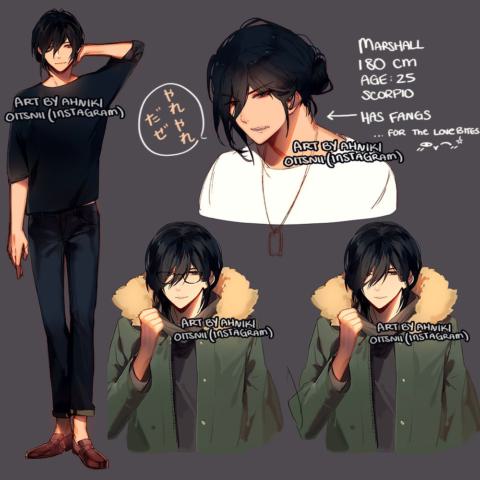 MARSHALL
180 CM
AGE: 25
SCORPIO
← HAS FANGS
... FOR THE LOVE BITES
やれやれ
だぜ
ART BY AHNIKI
OITSNII (INSTAGRAM)
ART BY AHNIKI
OITSNII (INSTAGRAM)
ART BY AHNIKI
OITSNII (INSTAGRAM)
ART BY AHNIKI
OITSNII (INSTAGRAM)